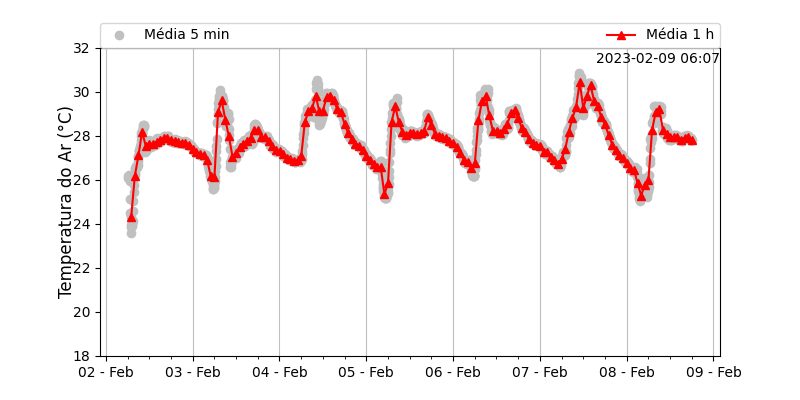 Média 5 min
Média 1 h
2023-02-09 06:07
Temperatura do Ar (°C)
32
30
28
26
24
22
20
18
02 - Feb
03 - Feb
04 - Feb
05 - Feb
06 - Feb
07 - Feb
08 - Feb
09 - Feb